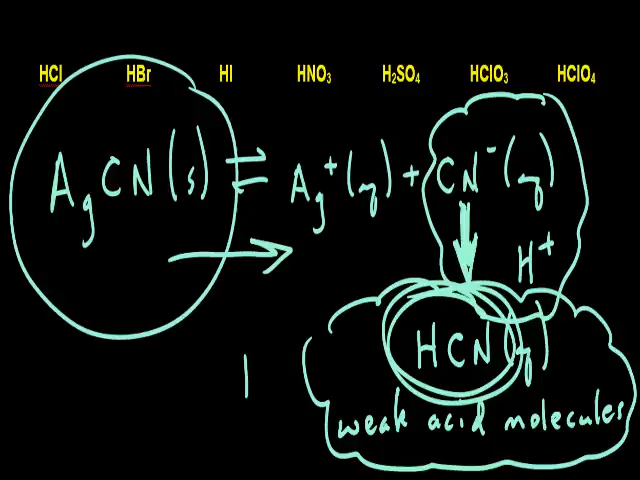 HCl HBr HI HNO₃ H₂SO₄ HClO₃ HClO₄
AgCN(s) ⇌ Ag⁺(aq) + CN⁻(aq)
H⁺
HCN(aq)
weak acid molecules